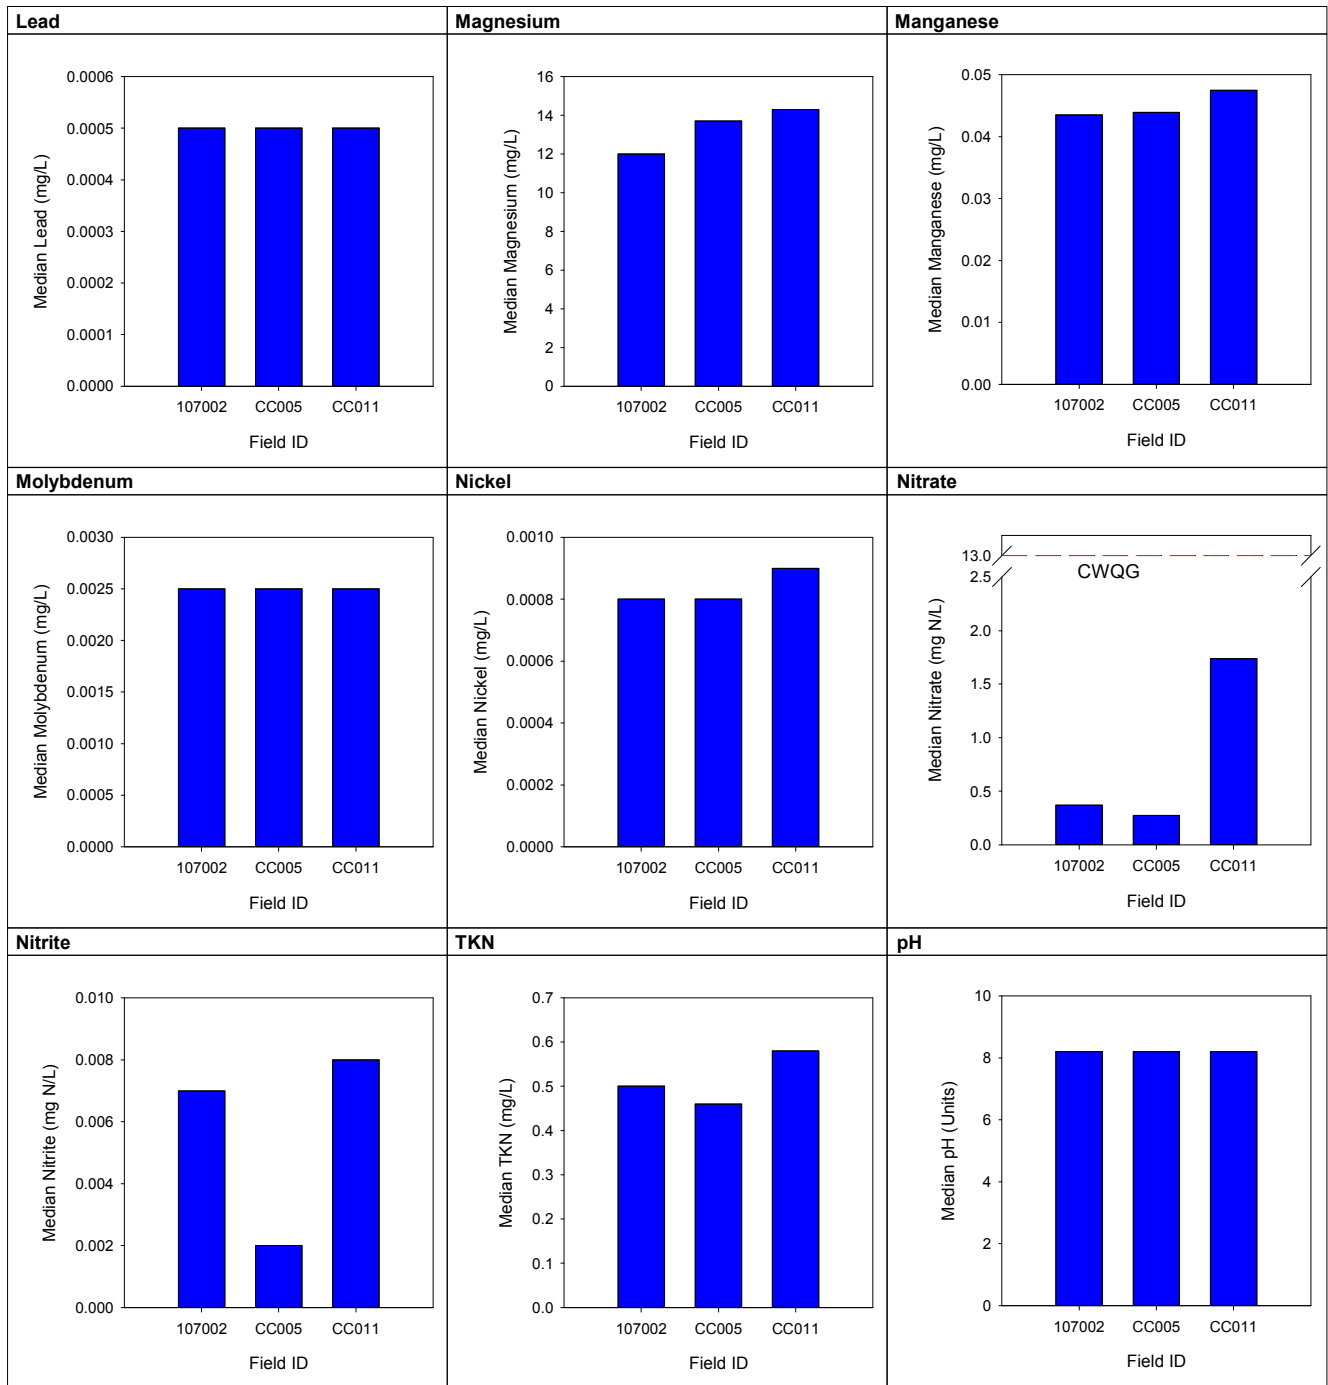 Lead
Median Lead (mg/L)
0.0006
0.0005
0.0004
0.0003
0.0002
0.0001
0.0000
107002 CC005 CC011
Field ID
Magnesium
Median Magnesium (mg/L)
16
14
12
10
8
6
4
2
0
107002 CC005 CC011
Field ID
Manganese
Median Manganese (mg/L)
0.05
0.04
0.03
0.02
0.01
0.00
107002 CC005 CC011
Field ID
Molybdenum
Median Molybdenum (mg/L)
0.0030
0.0025
0.0020
0.0015
0.0010
0.0005
0.0000
107002 CC005 CC011
Field ID
Nickel
Median Nickel (mg/L)
0.0010
0.0008
0.0006
0.0004
0.0002
0.0000
107002 CC005 CC011
Field ID
Nitrate
Median Nitrate (mg N/L)
13.0
CWQG
2.5
2.0
1.5
1.0
0.5
0.0
107002 CC005 CC011
Field ID
Nitrite
Median Nitrite (mg N/L)
0.010
0.008
0.006
0.004
0.002
0.000
107002 CC005 CC011
Field ID
TKN
Median TKN (mg/L)
0.7
0.6
0.5
0.4
0.3
0.2
0.1
0.0
107002 CC005 CC011
Field ID
pH
Median pH (Units)
10
8
6
4
2
0
107002 CC005 CC011
Field ID